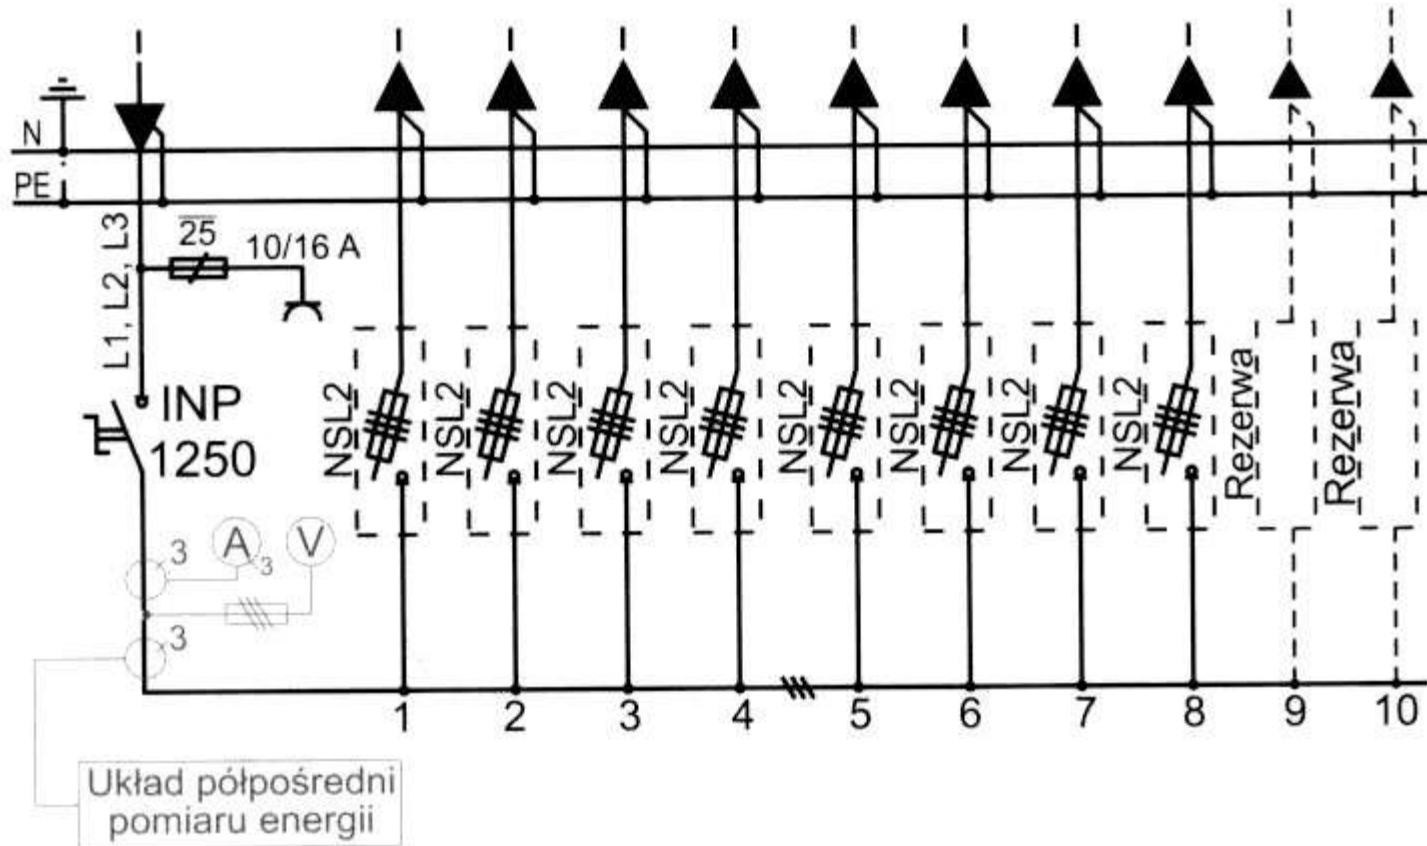 N
PE
L1, L2, L3
25
10/16 A
INP
1250
NSL2
NSL2
NSL2
NSL2
NSL2
NSL2
NSL2
NSL2
Rezerwa
Rezerwa
3
A
3
V
3
1
2
3
4
5
6
7
8
9
10
Układ półpośredni
pomiaru energii